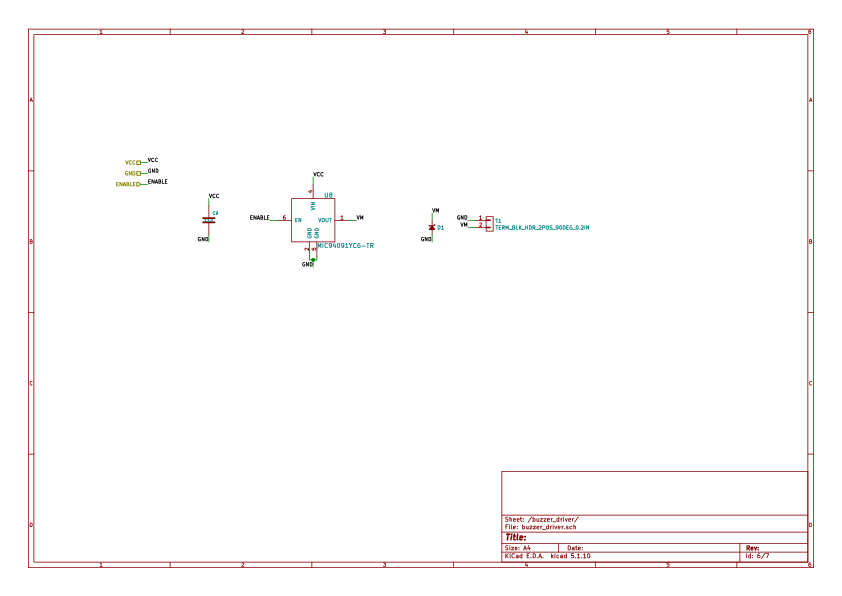 1 2 3 4 5 6
A A
VCC VCC
GND GND
ENABLE ENABLE
VCC
C9
GND
VCC
4
U8
VIN
ENABLE 6 EN VOUT 1 VM
GND GND
2 5
MIC94091YC6-TR
GND
VM
D1
GND
GND 1 T1
VM 2 TERM_BLK_HDR_2POS_90DEG_0.2IN
B B
C C
D D
Sheet: /buzzer_driver/
File: buzzer_driver.sch
Title:
Size: A4 Date: Rev:
KiCad E.D.A. kicad 5.1.10 Id: 6/7
1 2 3 4 5 6